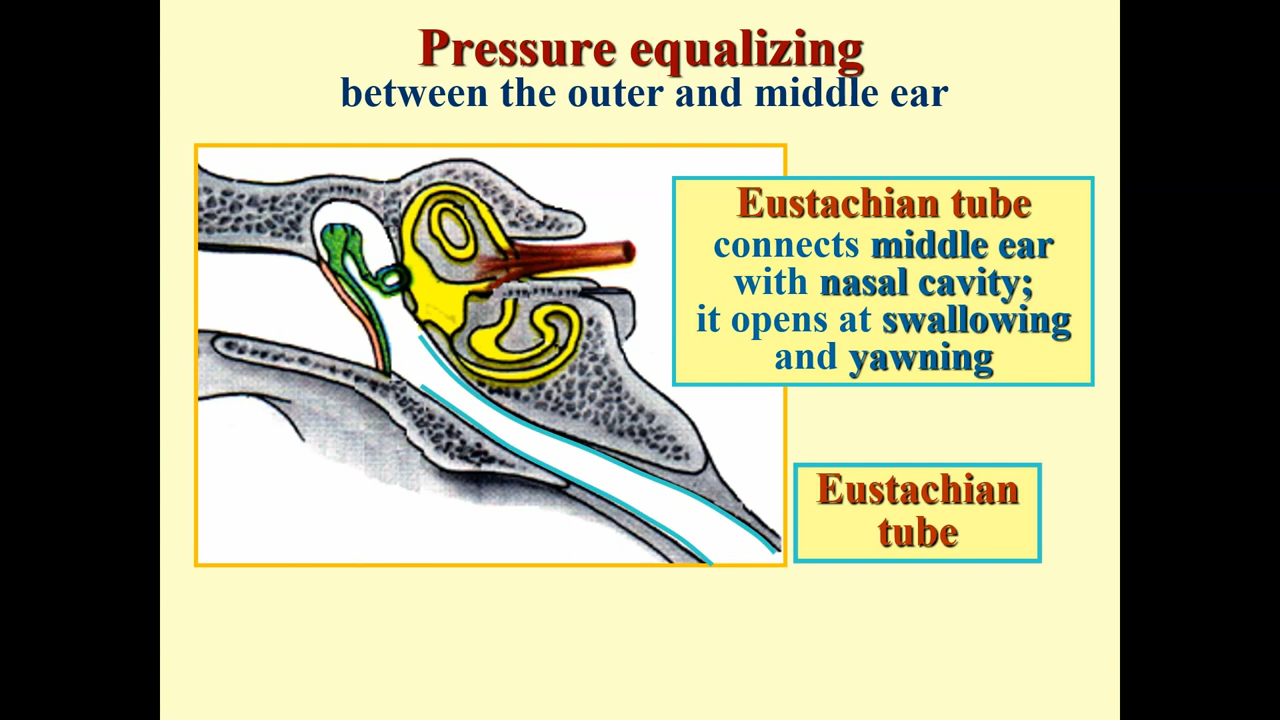 Pressure equalizing
between the outer and middle ear
Eustachian tube
connects middle ear
with nasal cavity;
it opens at swallowing
and yawning
Eustachian
tube